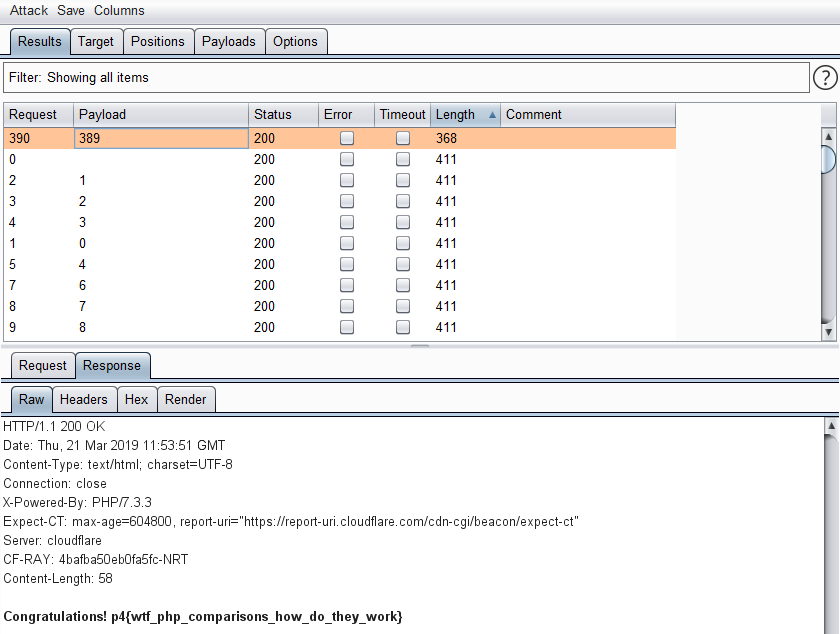 Attack Save Columns
Results Target Positions Payloads Options
Filter: Showing all items ?
Request Payload Status Error Timeout Length Comment
390 389 200 368
0 200 411
2 1 200 411
3 2 200 411
4 3 200 411
1 0 200 411
5 4 200 411
7 6 200 411
8 7 200 411
9 8 200 411
Request Response
Raw Headers Hex Render
HTTP/1.1 200 OK
Date: Thu, 21 Mar 2019 11:53:51 GMT
Content-Type: text/html; charset=UTF-8
Connection: close
X-Powered-By: PHP/7.3.3
Expect-CT: max-age=604800, report-uri="https://report-uri.cloudflare.com/cdn-cgi/beacon/expect-ct"
Server: cloudflare
CF-RAY: 4bafba50eb0fa5fc-NRT
Content-Length: 58
Congratulations! p4{wtf_php_comparisons_how_do_they_work}